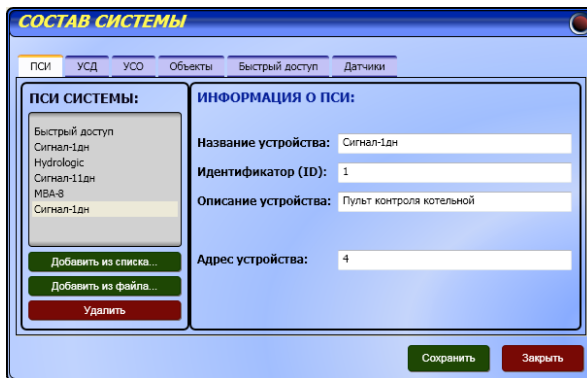 СОСТАВ СИСТЕМЫ
ПСИ УСД УСО Объекты Быстрый доступ Датчики
ПСИ СИСТЕМЫ:
Быстрый доступ
Сигнал-1дн
Hydrologic
Сигнал-11дн
МВА-8
Сигнал-1дн
Добавить из списка...
Добавить из файла...
Удалить
ИНФОРМАЦИЯ О ПСИ:
Название устройства: Сигнал-1дн
Идентификатор (ID): 1
Описание устройства: Пульт контроля котельной
Адрес устройства: 4
Сохранить Закрыть